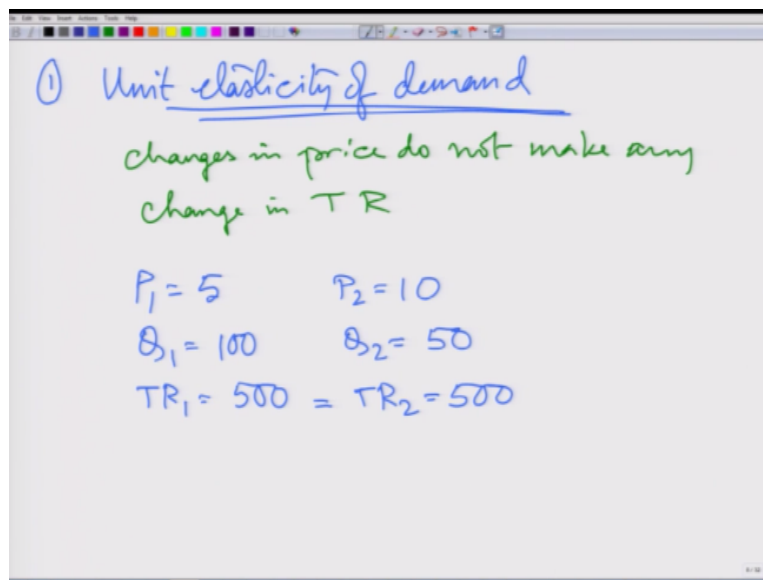 ① Unit elasticity of demand
changes in price do not make any
change in TR
P₁ = 5 P₂ = 10
Q₁ = 100 Q₂ = 50
TR₁ = 500 = TR₂ = 500